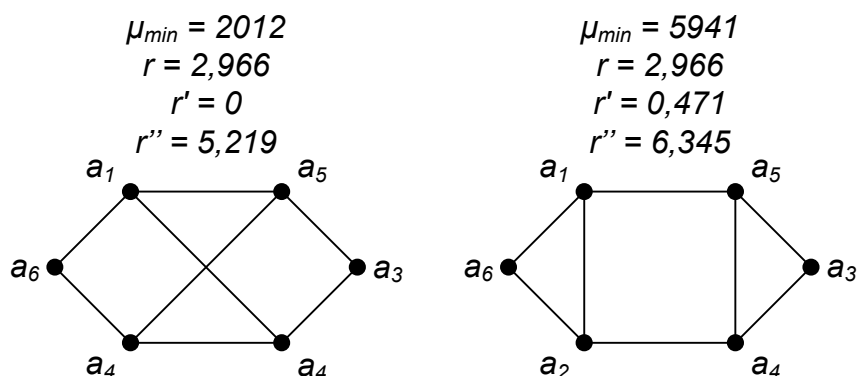 μmin = 2012
r = 2,966
r' = 0
r'' = 5,219
a1
a5
a6
a3
a4
a4
μmin = 5941
r = 2,966
r' = 0,471
r'' = 6,345
a1
a5
a6
a3
a2
a4